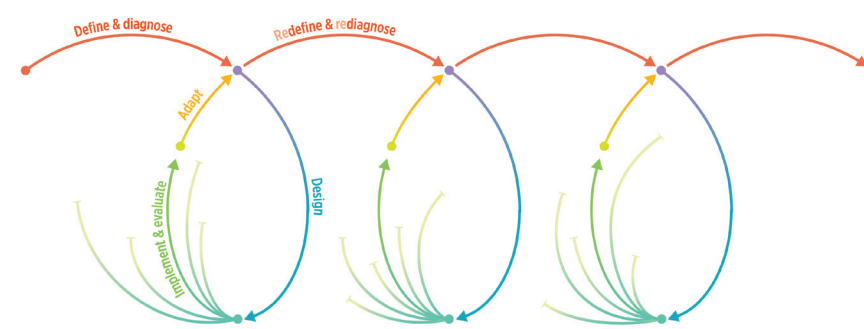 Define & diagnose
Redefine & rediagnose
Adapt
Design
Implement & evaluate